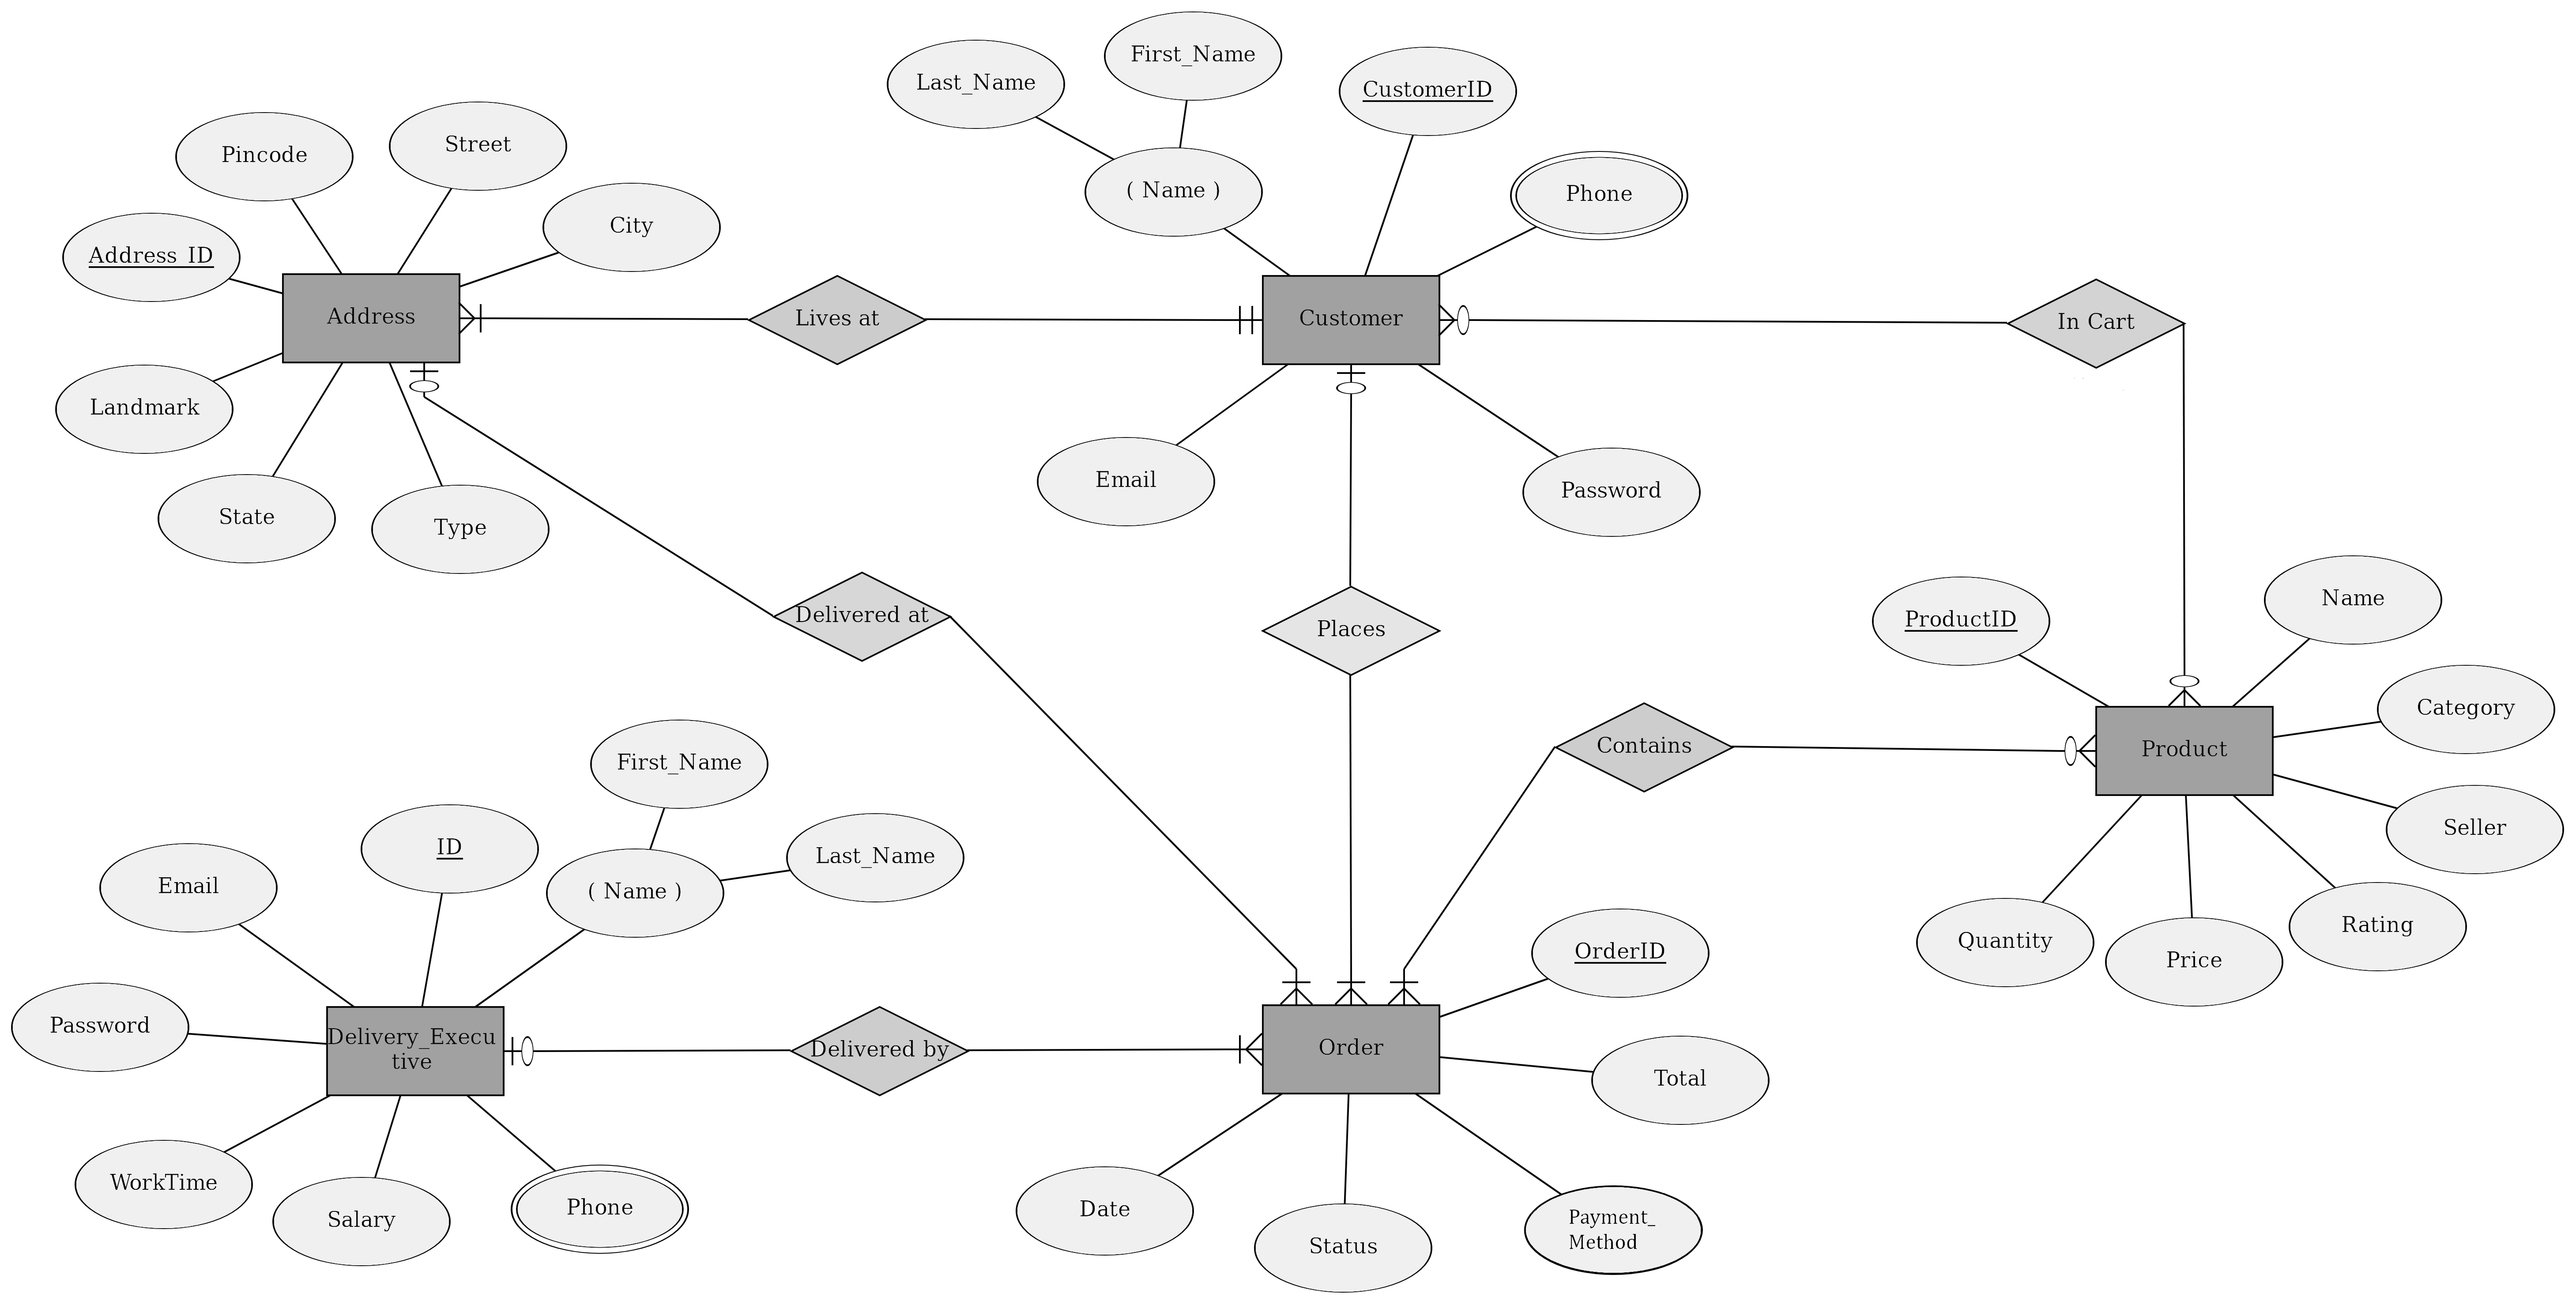 First_Name
Last_Name
CustomerID
Street
Pincode
( Name )
Phone
City
Address_ID
Address
Lives at
Customer
In Cart
Landmark
Email
Password
State
Type
Name
Delivered at
ProductID
Places
Category
Contains
Product
First_Name
Seller
ID
Last_Name
Email
( Name )
Rating
Quantity
OrderID
Price
Password
Delivery_Execu
tive
Delivered by
Order
Total
WorkTime
Phone
Date
Salary
Payment_
Method
Status